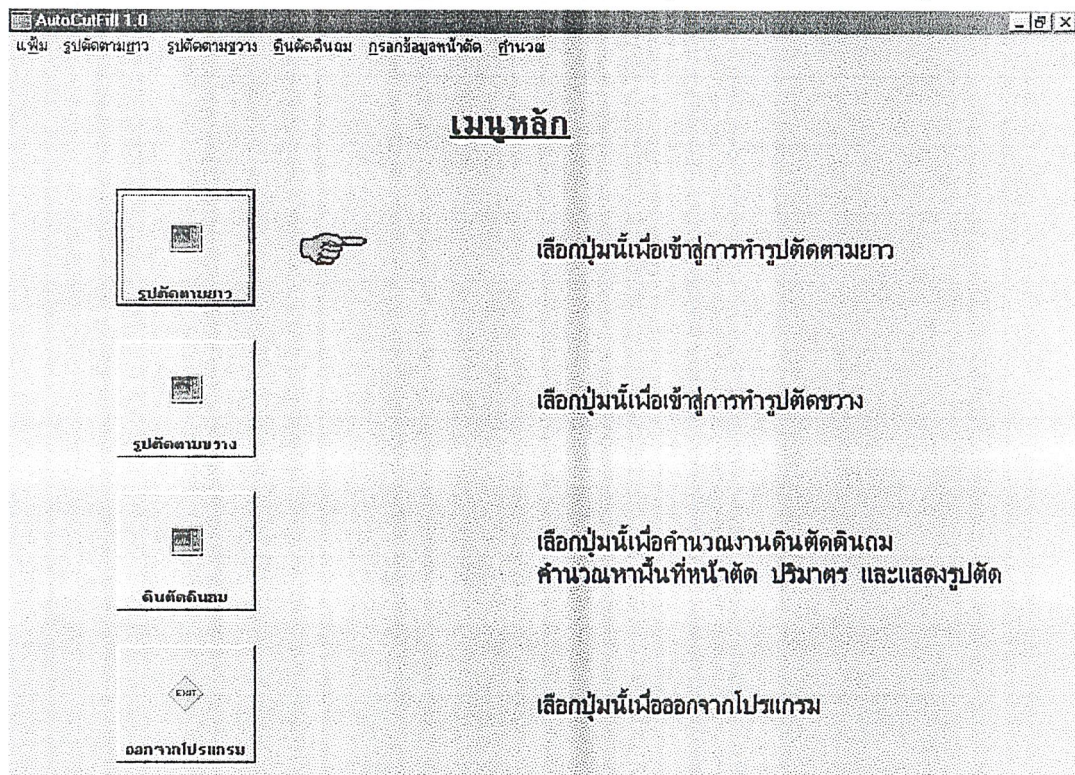 AutoCutFill 1.0
แฟ้ม รูปตัดตามยาว รูปตัดตามขวาง ดินตัดดินถม กรอกข้อมูลหน้าตัด คำนวณ
เมนูหลัก
รูปตัดตามยาว
เลือกปุ่มนี้เพื่อเข้าสู่การทำรูปตัดตามยาว
รูปตัดตามขวาง
เลือกปุ่มนี้เพื่อเข้าสู่การทำรูปตัดขวาง
ดินตัดดินถม
เลือกปุ่มนี้เพื่อคำนวณงานดินตัดดินถม
คำนวณหาพื้นที่หน้าตัด ปริมาตร และแสดงรูปตัด
EXIT
ออกจากโปรแกรม
เลือกปุ่มนี้เพื่อออกจากโปรแกรม